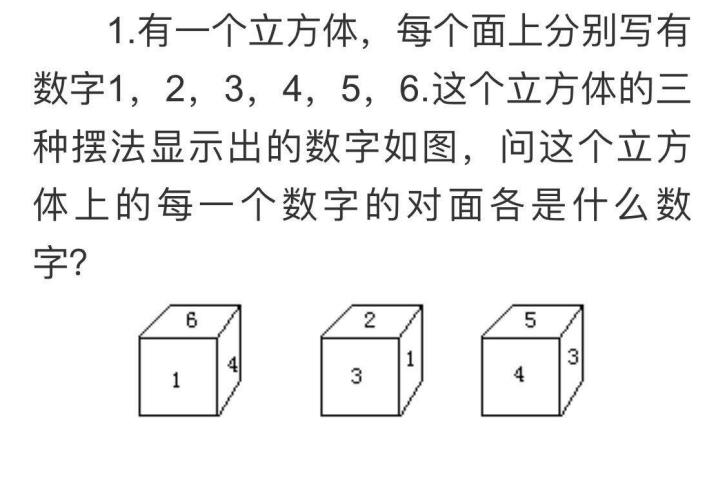 1.有一个立方体，每个面上分别写有
数字1，2，3，4，5，6.这个立方体的三
种摆法显示出的数字如图，问这个立方
体上的每一个数字的对面各是什么数
字？
6
1
4
2
3
1
5
4
3